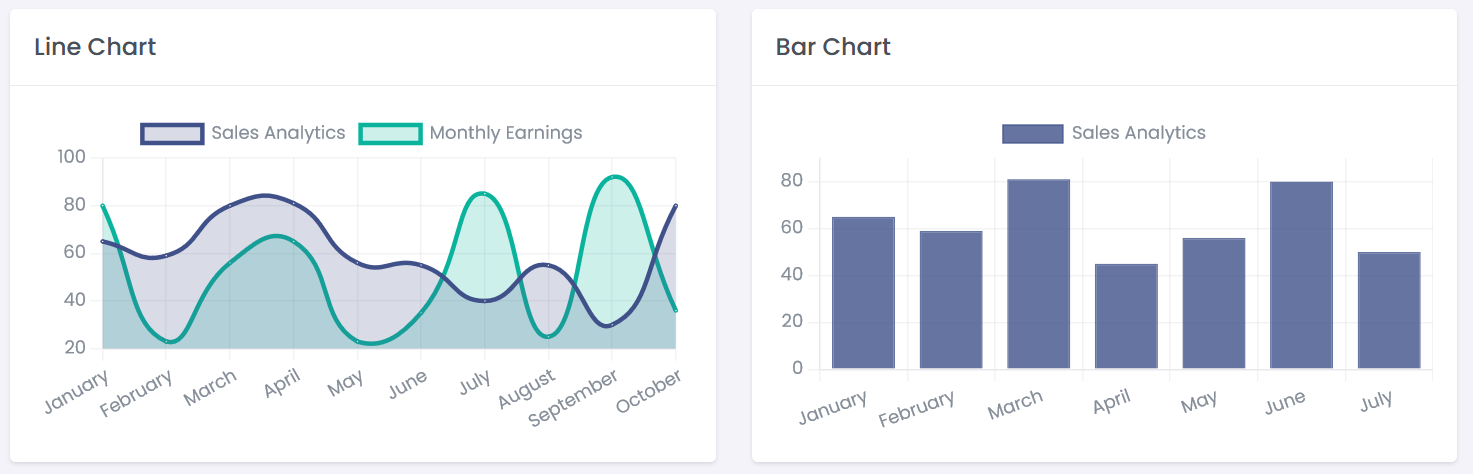 Line Chart
Sales Analytics Monthly Earnings
100
80
60
40
20
January February March April May June July August September October
Bar Chart
Sales Analytics
80
60
40
20
0
January February March April May June July